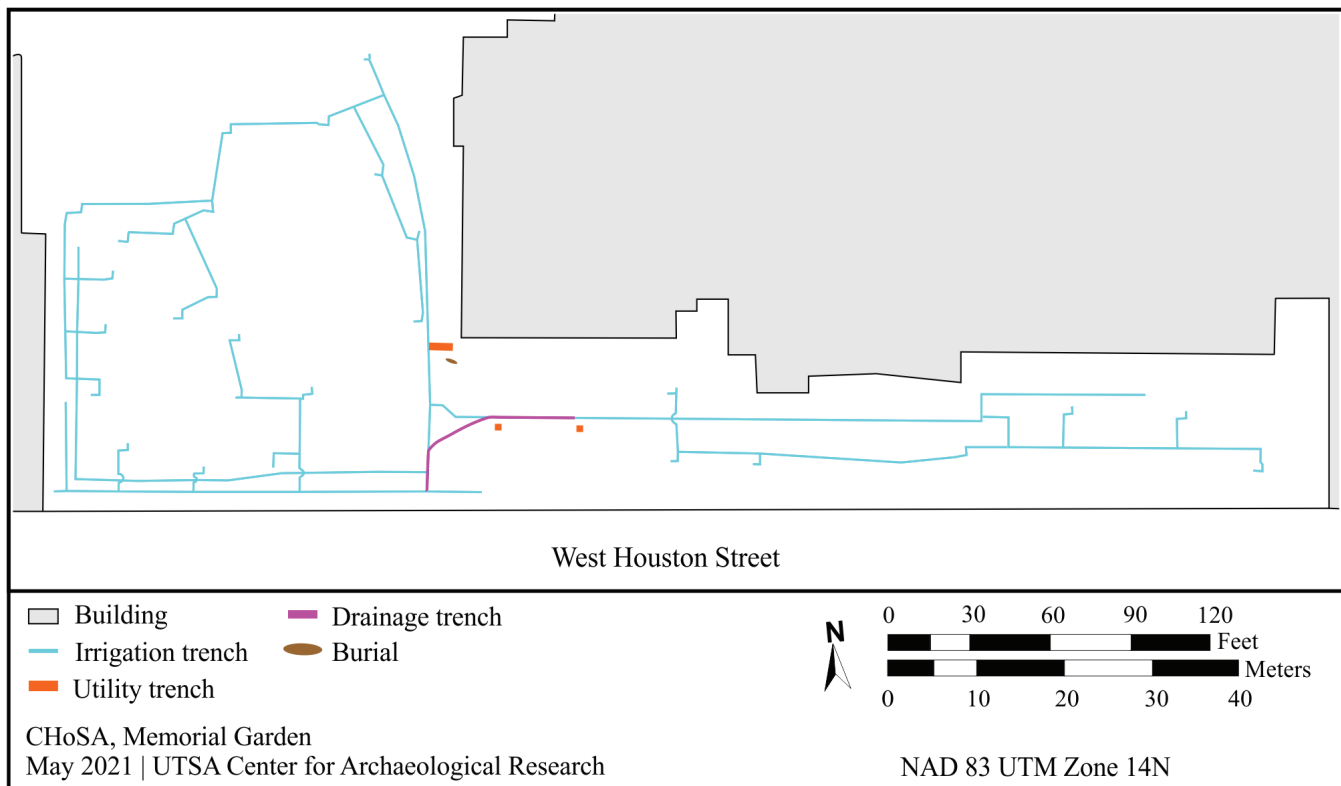 West Houston Street
Building
Irrigation trench
Utility trench
Drainage trench
Burial
N
0 30 60 90 120
Feet
Meters
0 10 20 30 40
CHoSA, Memorial Garden
May 2021 | UTSA Center for Archaeological Research
NAD 83 UTM Zone 14N